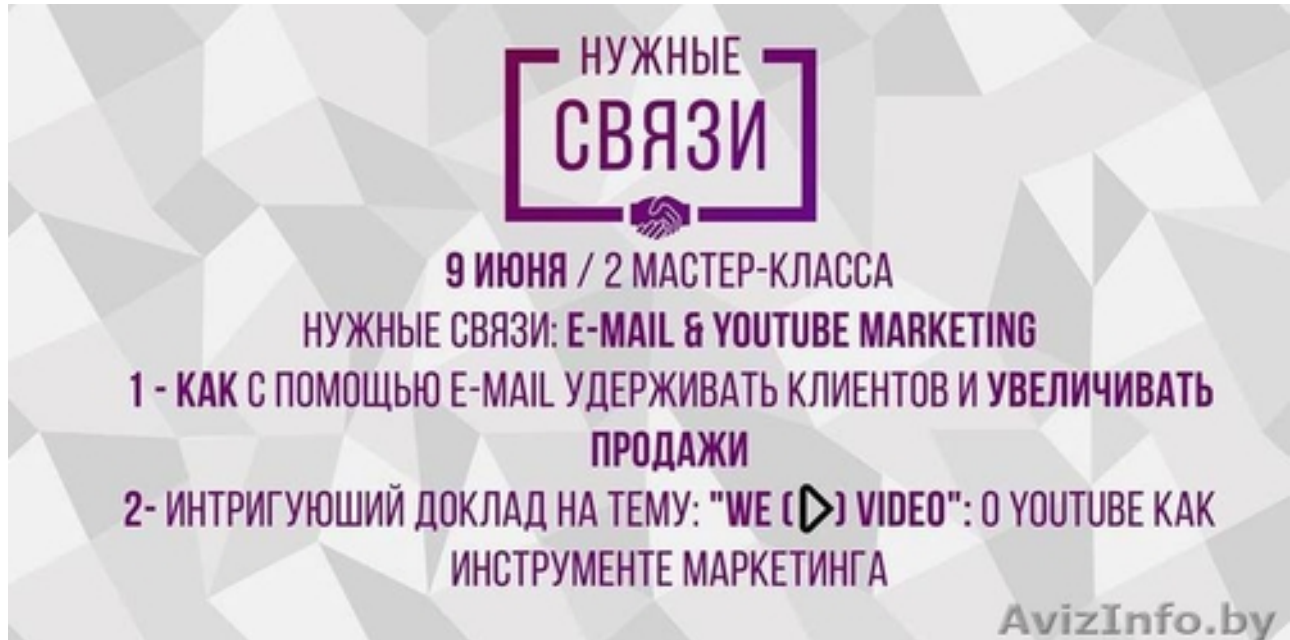 НУЖНЫЕ
СВЯЗИ
9 ИЮНЯ / 2 МАСТЕР-КЛАССА
НУЖНЫЕ СВЯЗИ: E-MAIL & YOUTUBE MARKETING
1 - КАК С ПОМОЩЬЮ E-MAIL УДЕРЖИВАТЬ КЛИЕНТОВ И УВЕЛИЧИВАТЬ
ПРОДАЖИ
2- ИНТРИГУЮШИЙ ДОКЛАД НА ТЕМУ: "WE (▷) VIDEO": О YOUTUBE КАК
ИНСТРУМЕНТЕ МАРКЕТИНГА
AvizInfo.by